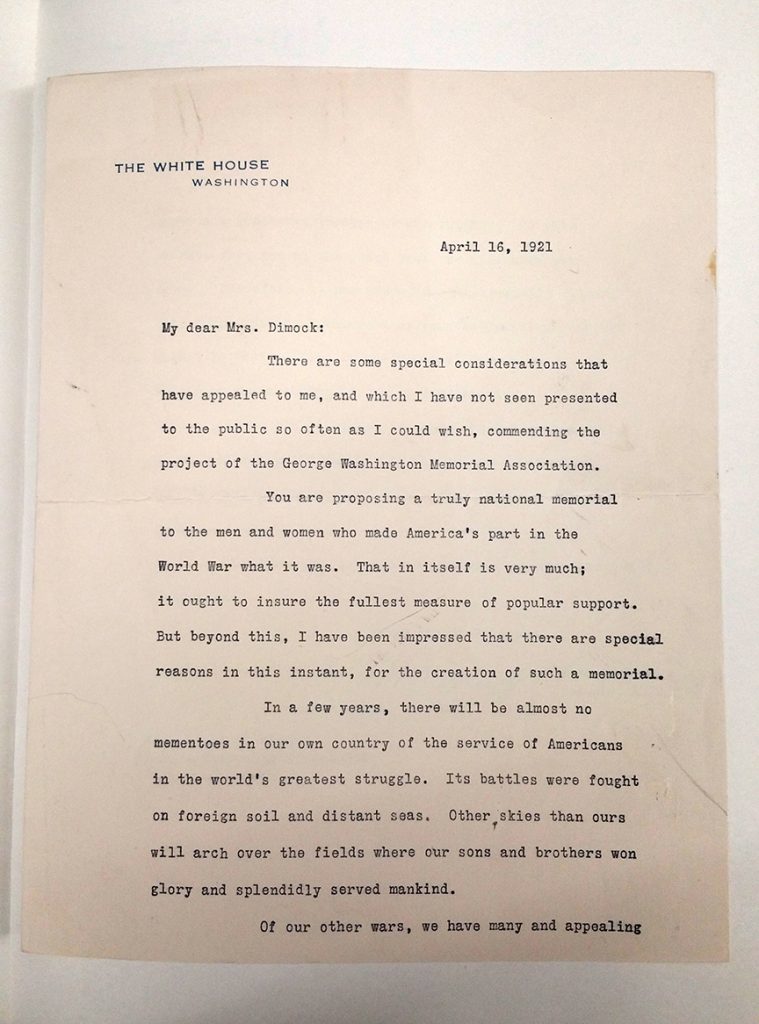 THE WHITE HOUSE
WASHINGTON
April 16, 1921
My dear Mrs. Dimock:
There are some special considerations that
have appealed to me, and which I have not seen presented
to the public so often as I could wish, commending the
project of the George Washington Memorial Association.
You are proposing a truly national memorial
to the men and women who made America's part in the
World War what it was.  That in itself is very much;
it ought to insure the fullest measure of popular support.
But beyond this, I have been impressed that there are special
reasons in this instant, for the creation of such a memorial.
In a few years, there will be almost no
mementoes in our own country of the service of Americans
in the world's greatest struggle.  Its battles were fought
on foreign soil and distant seas.  Other skies than ours
will arch over the fields where our sons and brothers won
glory and splendidly served mankind.
Of our other wars, we have many and appealing